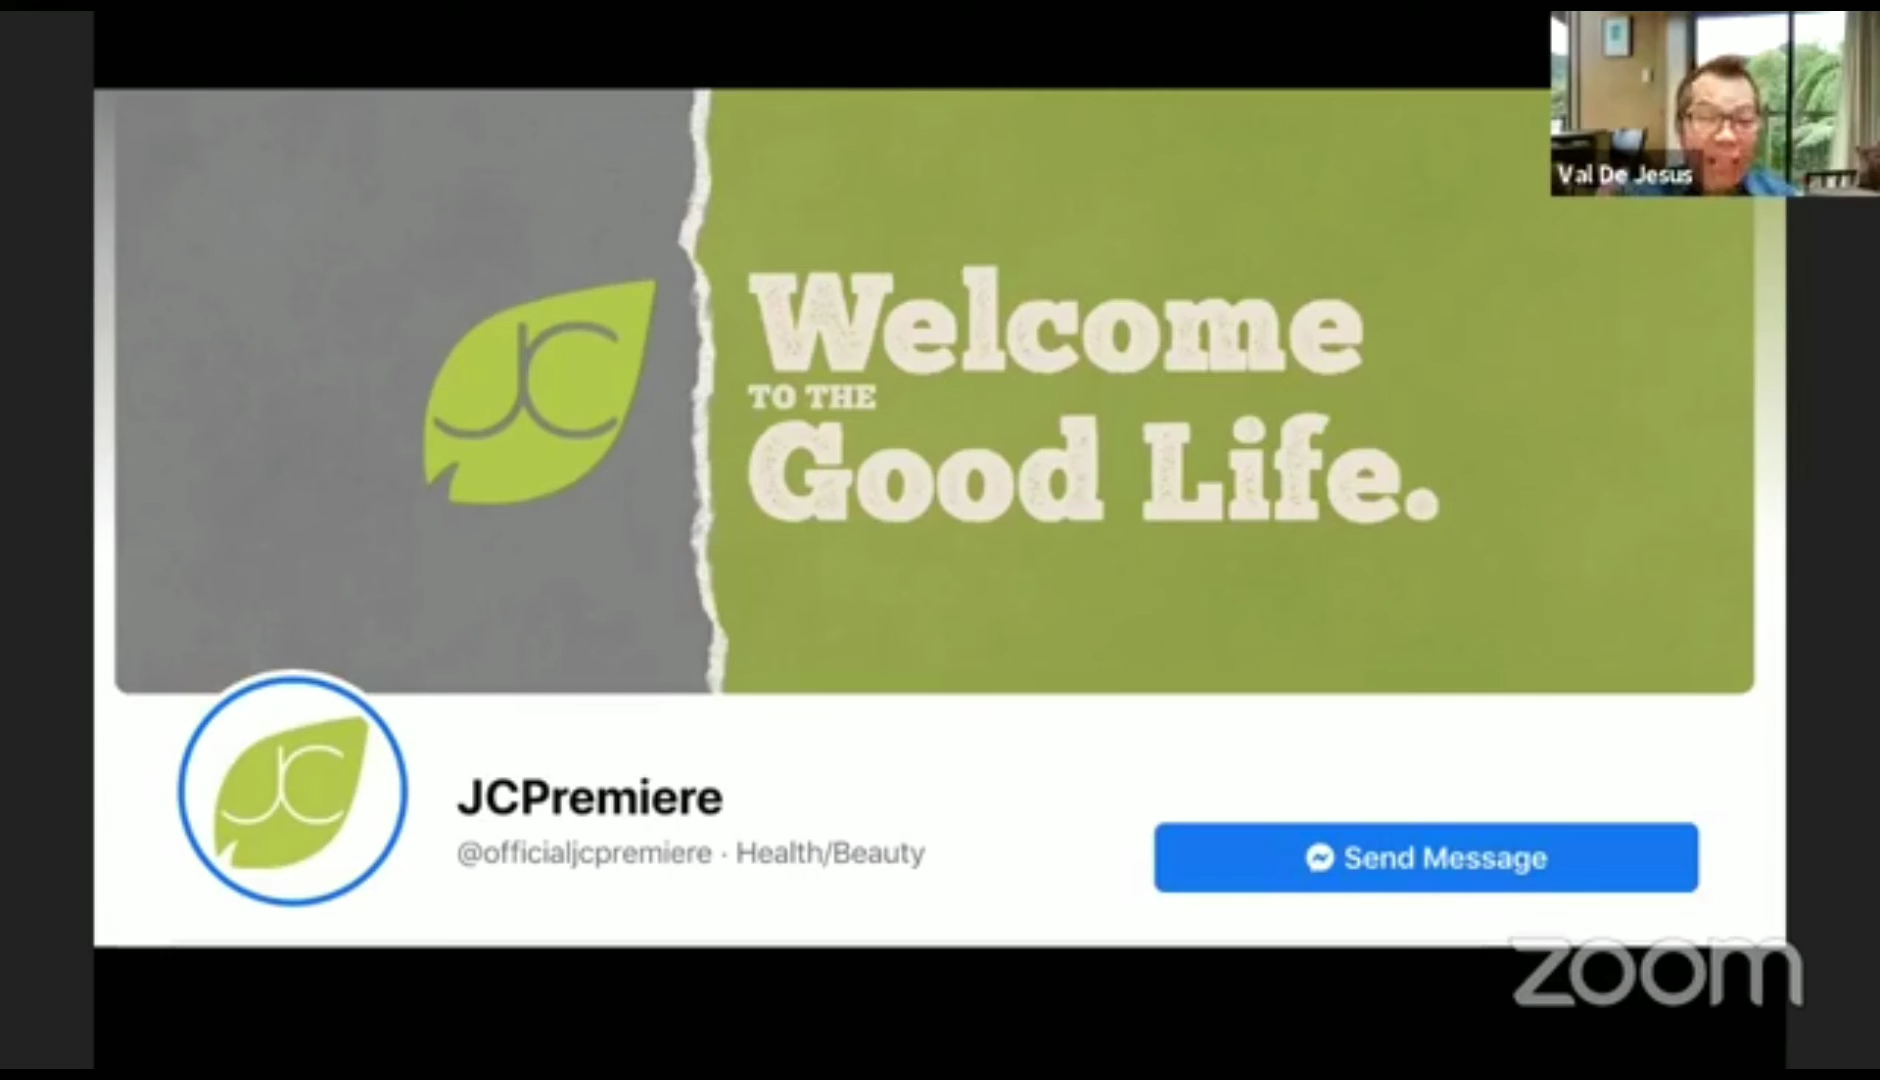 Val De Jesus
JC
Welcome
TO THE
Good Life.
JC
JCPremiere
@officialjcpremiere · Health/Beauty
Send Message
zoom